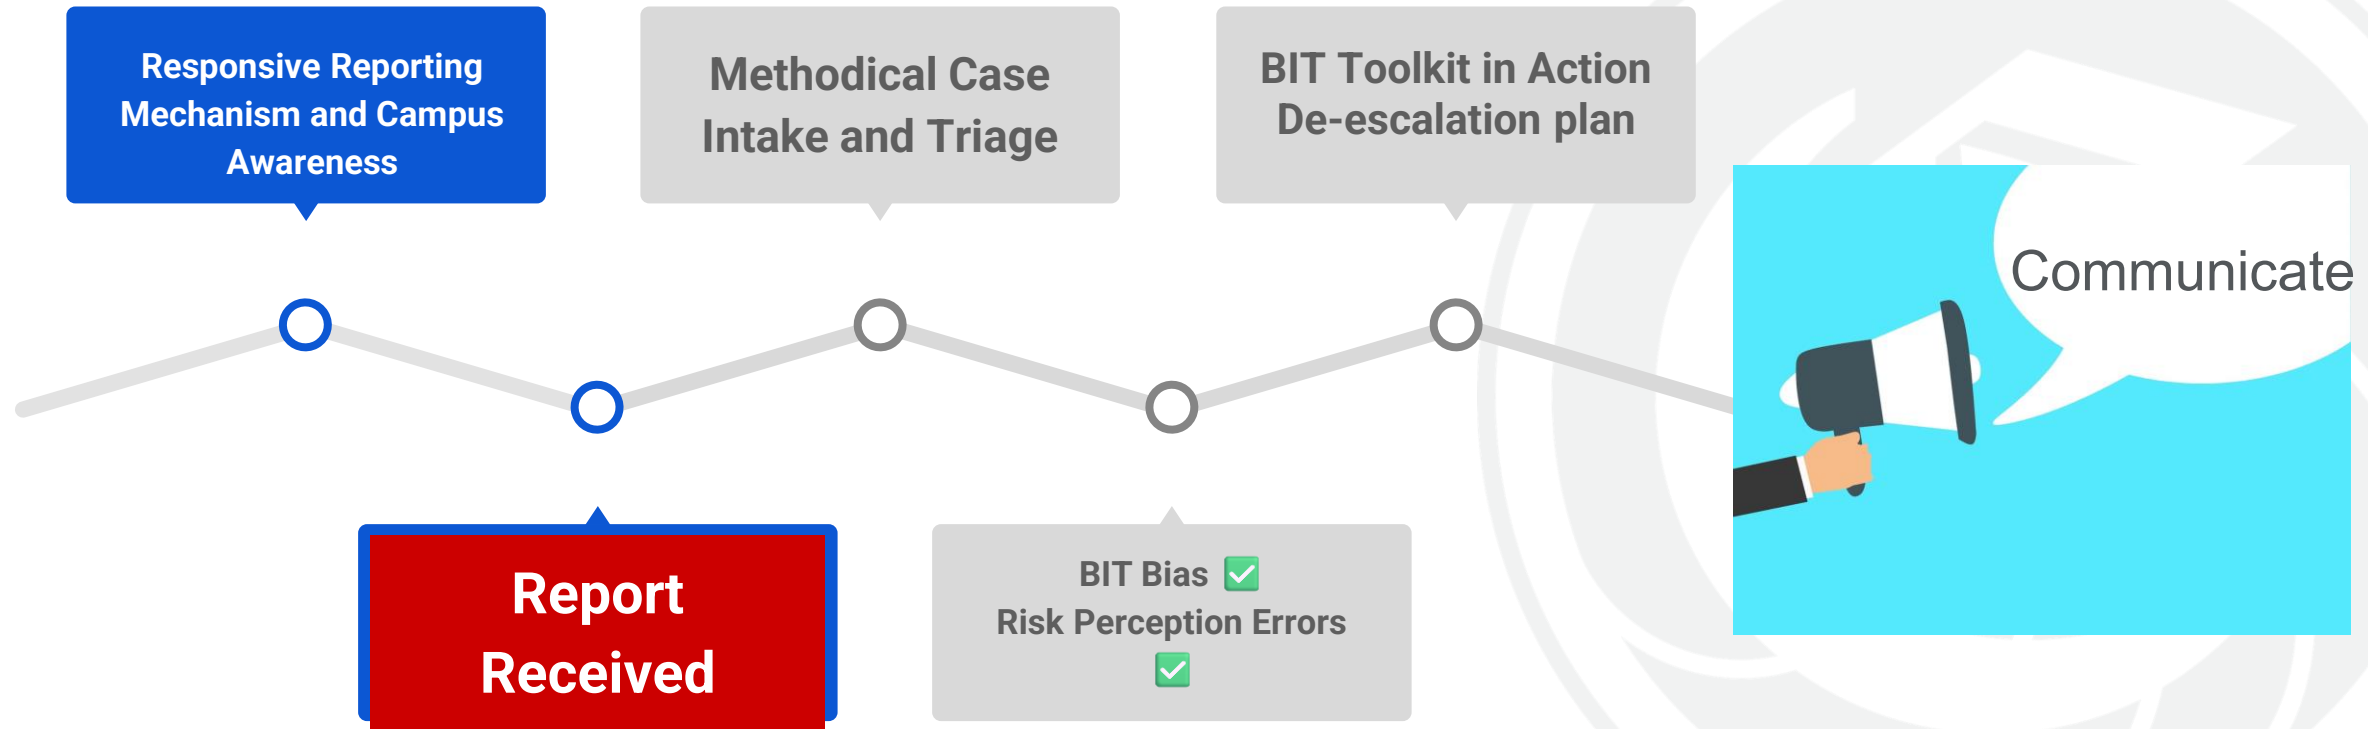 Responsive Reporting
Mechanism and Campus
Awareness
Report
Received
Methodical Case
Intake and Triage
BIT Bias ✅
Risk Perception Errors
✅
BIT Toolkit in Action
De-escalation plan
Communicate